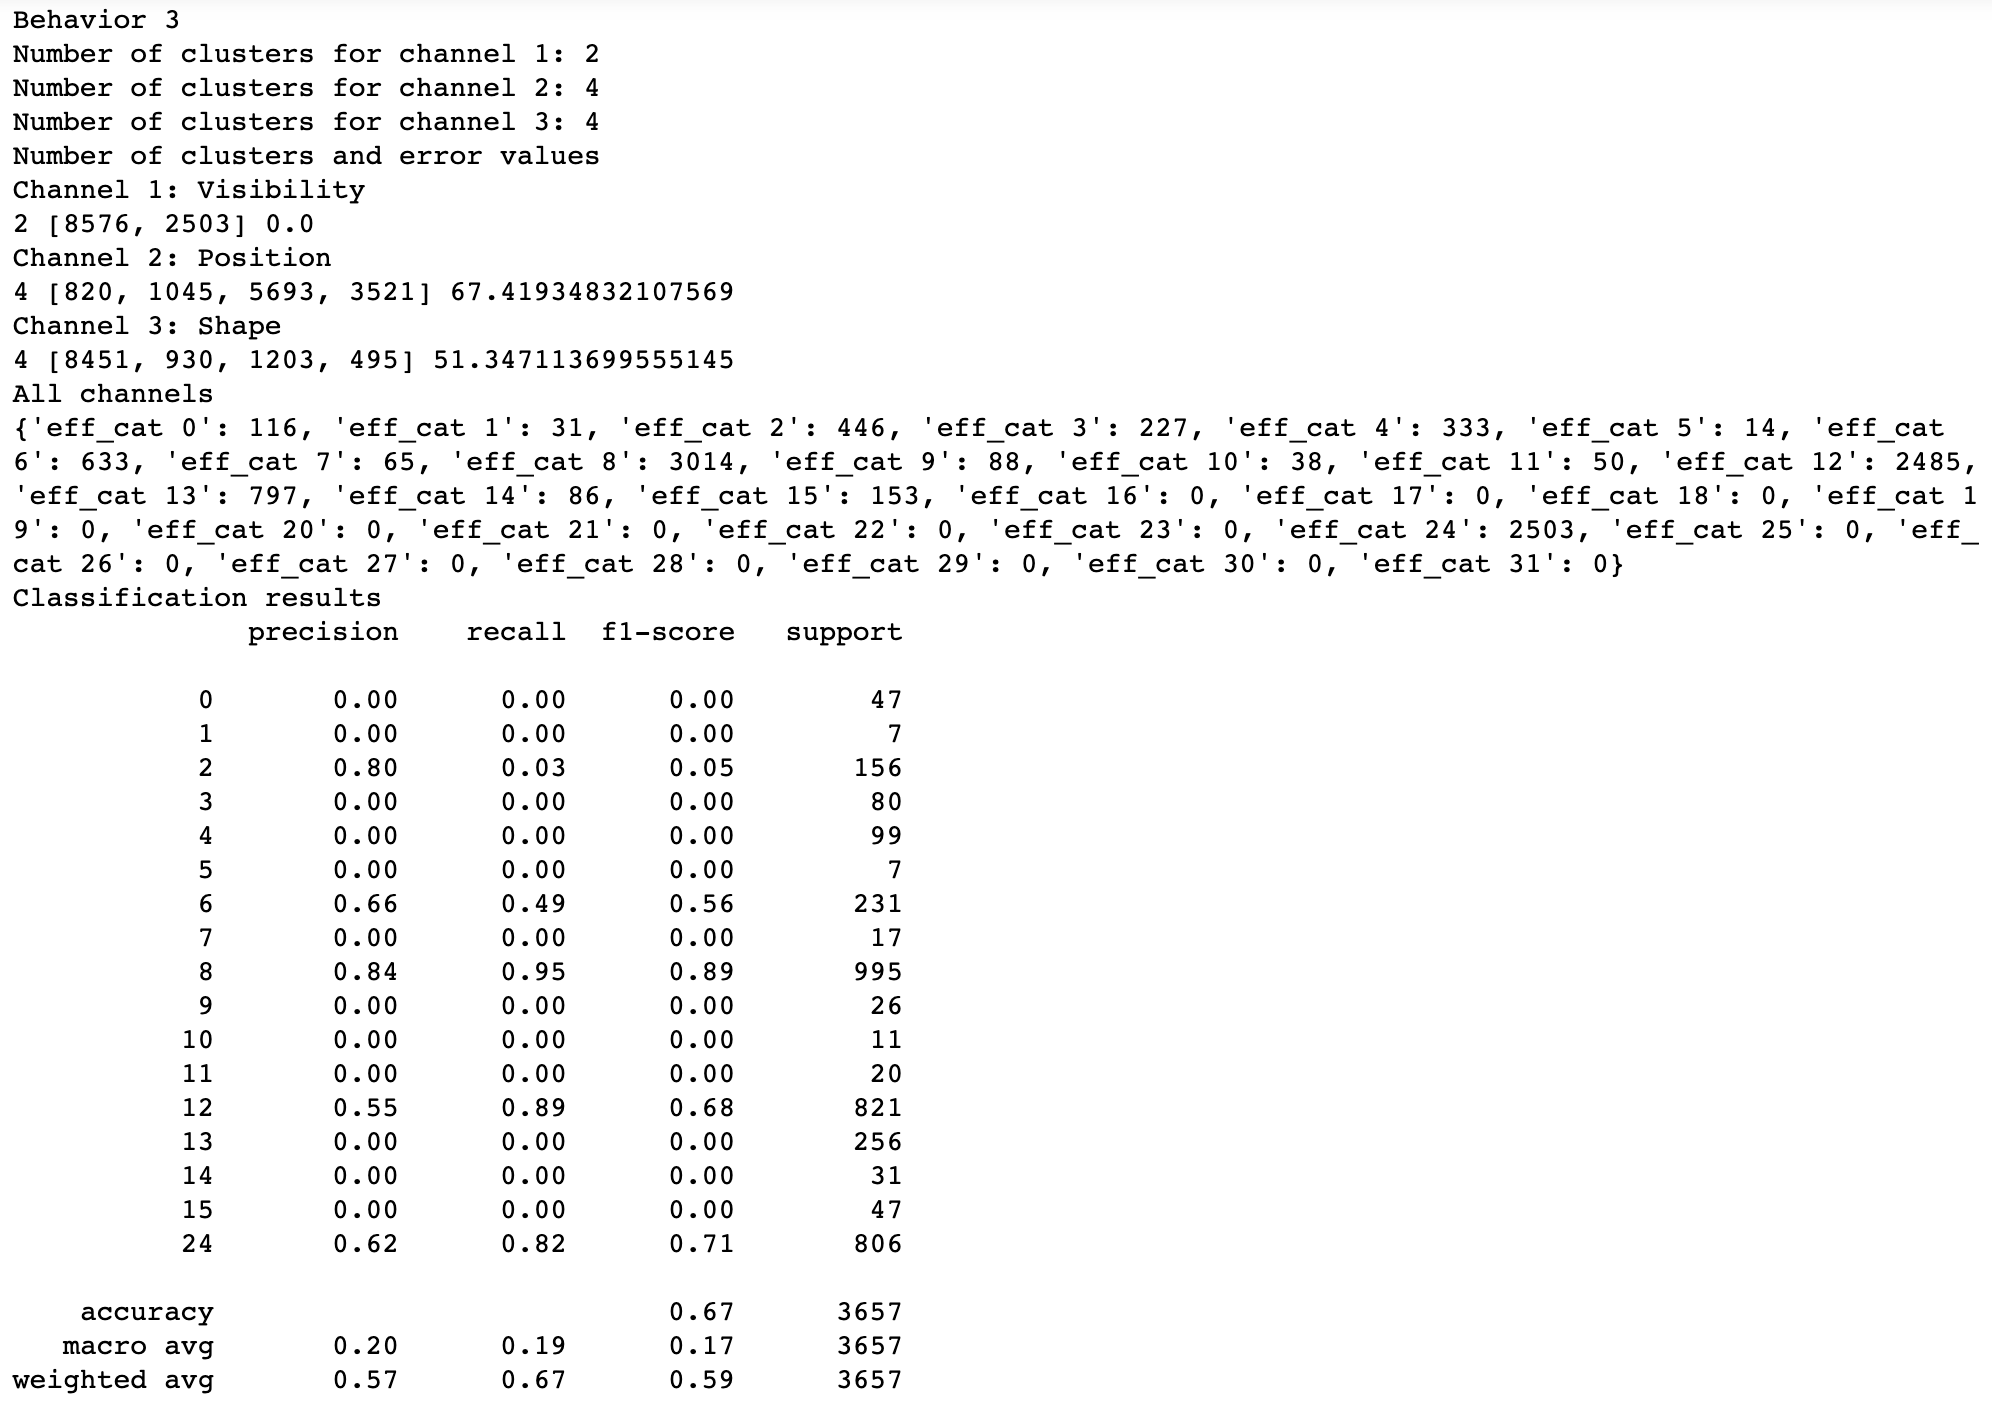 Behavior 3
Number of clusters for channel 1: 2
Number of clusters for channel 2: 4
Number of clusters for channel 3: 4
Number of clusters and error values
Channel 1: Visibility
2 [8576, 2503] 0.0
Channel 2: Position
4 [820, 1045, 5693, 3521] 67.41934832107569
Channel 3: Shape
4 [8451, 930, 1203, 495] 51.347113699555145
All channels
{'eff_cat 0': 116, 'eff_cat 1': 31, 'eff_cat 2': 446, 'eff_cat 3': 227, 'eff_cat 4': 333, 'eff_cat 5': 14, 'eff_cat
6': 633, 'eff_cat 7': 65, 'eff_cat 8': 3014, 'eff_cat 9': 88, 'eff_cat 10': 38, 'eff_cat 11': 50, 'eff_cat 12': 2485,
'eff_cat 13': 797, 'eff_cat 14': 86, 'eff_cat 15': 153, 'eff_cat 16': 0, 'eff_cat 17': 0, 'eff_cat 18': 0, 'eff_cat 1
9': 0, 'eff_cat 20': 0, 'eff_cat 21': 0, 'eff_cat 22': 0, 'eff_cat 23': 0, 'eff_cat 24': 2503, 'eff_cat 25': 0, 'eff_
cat 26': 0, 'eff_cat 27': 0, 'eff_cat 28': 0, 'eff_cat 29': 0, 'eff_cat 30': 0, 'eff_cat 31': 0}
Classification results
precision recall f1-score support
0 0.00 0.00 0.00 47
1 0.00 0.00 0.00 7
2 0.80 0.03 0.05 156
3 0.00 0.00 0.00 80
4 0.00 0.00 0.00 99
5 0.00 0.00 0.00 7
6 0.66 0.49 0.56 231
7 0.00 0.00 0.00 17
8 0.84 0.95 0.89 995
9 0.00 0.00 0.00 26
10 0.00 0.00 0.00 11
11 0.00 0.00 0.00 20
12 0.55 0.89 0.68 821
13 0.00 0.00 0.00 256
14 0.00 0.00 0.00 31
15 0.00 0.00 0.00 47
24 0.62 0.82 0.71 806
accuracy 0.67 3657
macro avg 0.20 0.19 0.17 3657
weighted avg 0.57 0.67 0.59 3657